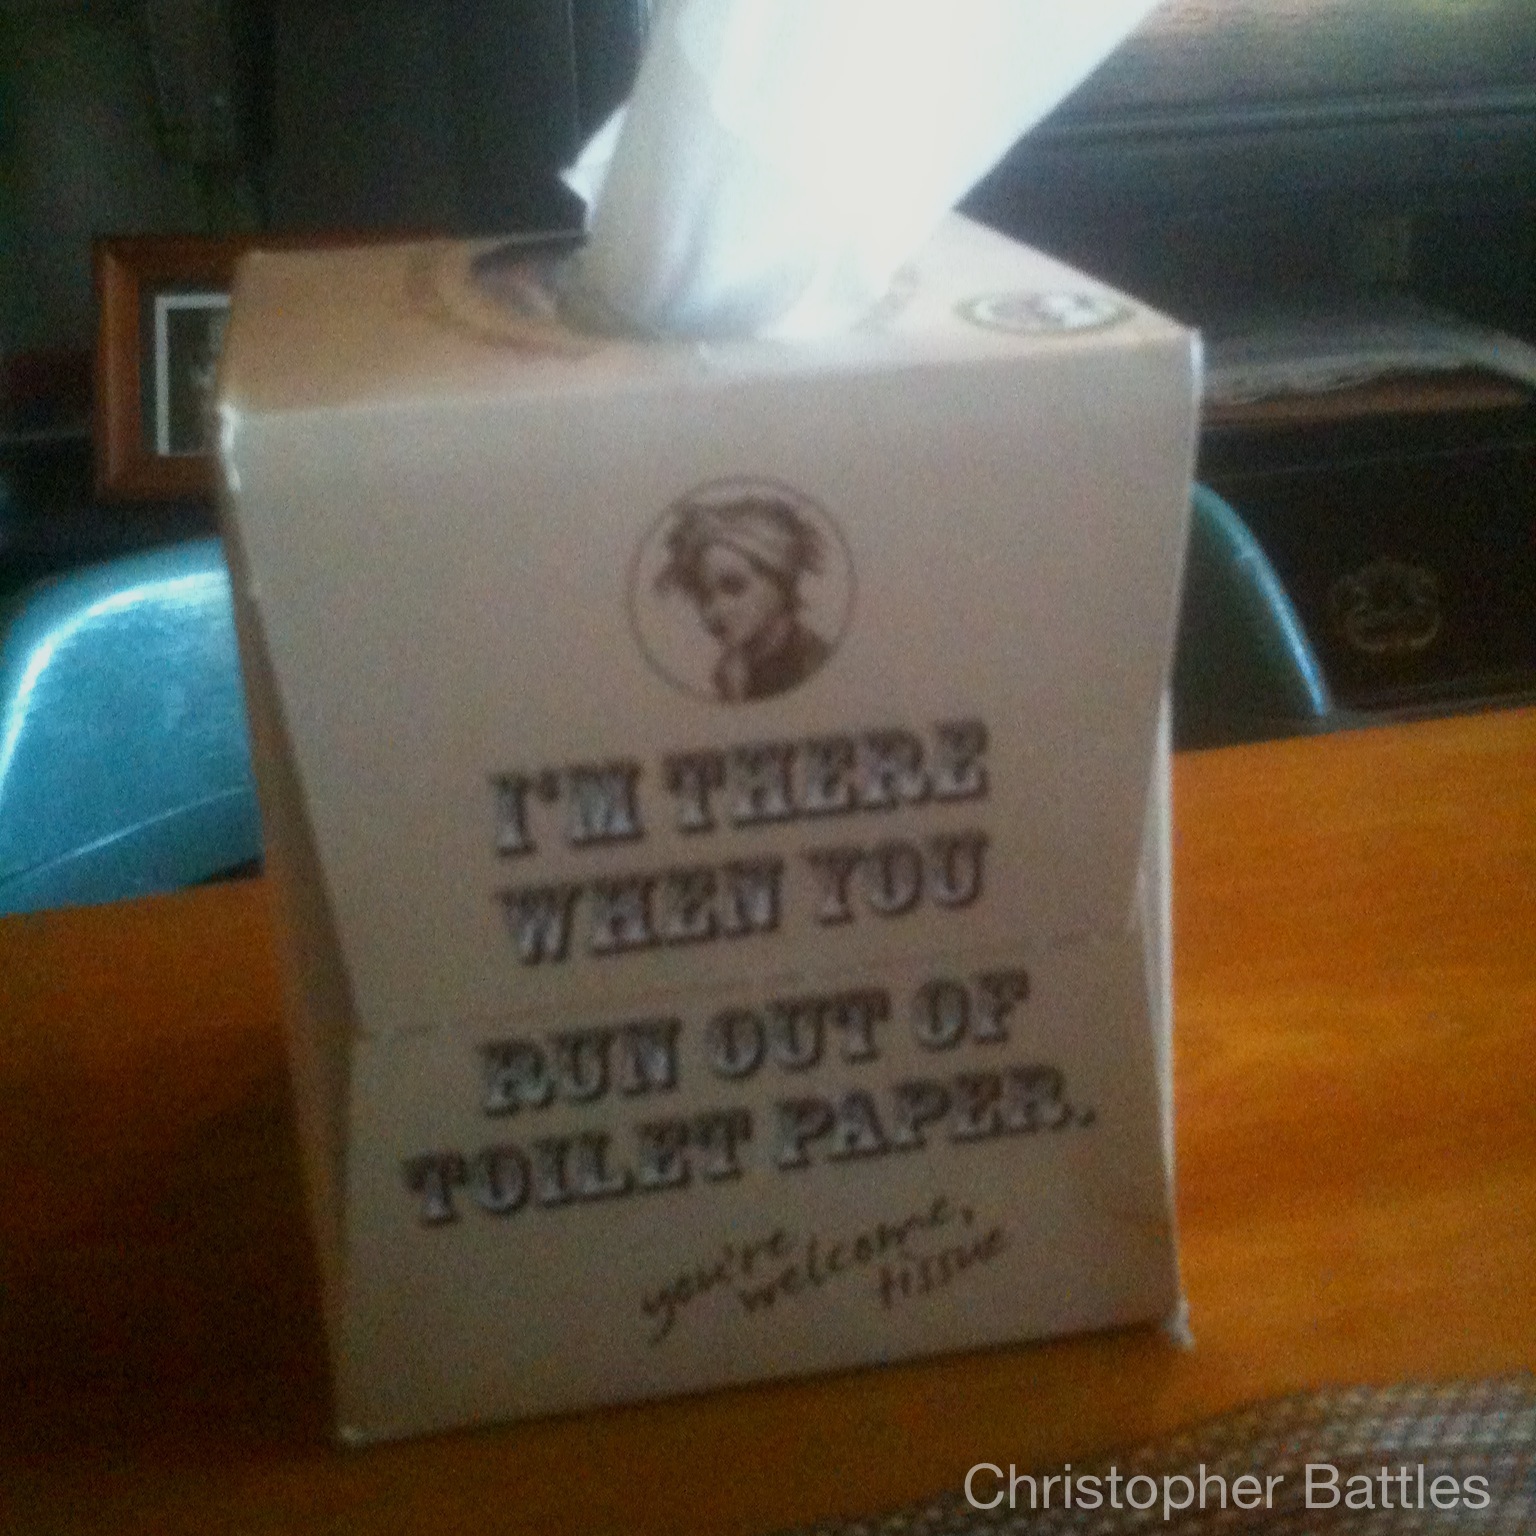 I'M THERE
WHEN YOU
RUN OUT OF
TOILET PAPER.
you're
welcome,
tissue
Christopher Battles